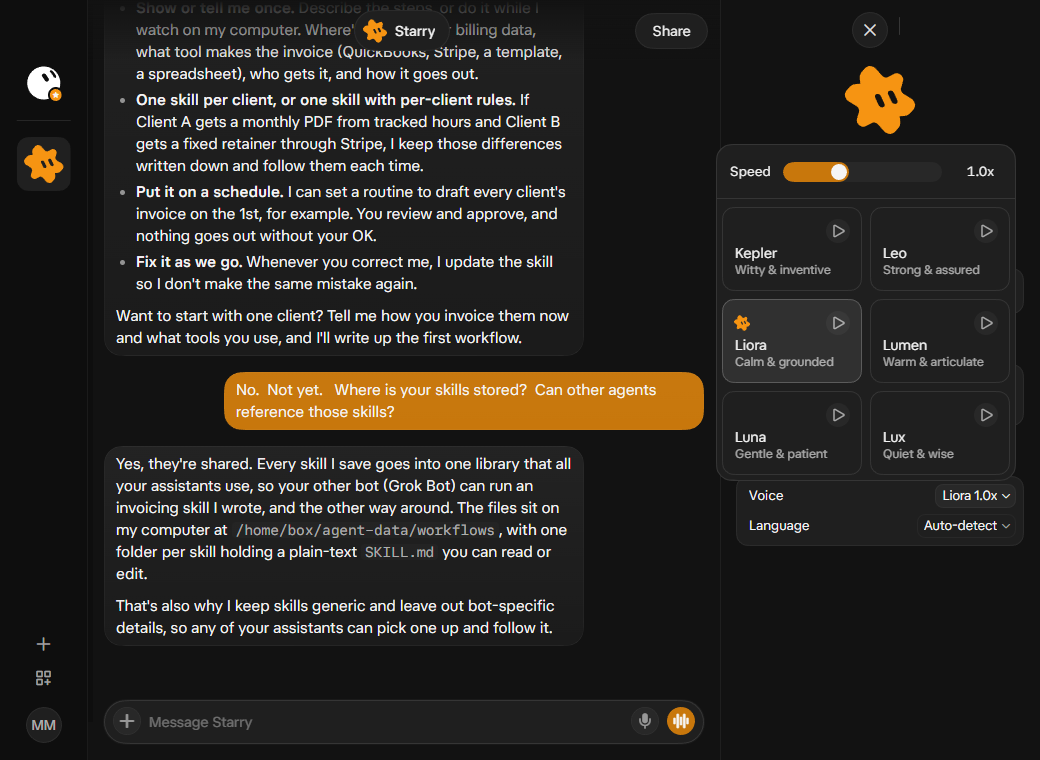 Show or tell me once. Describe the steps, or do it while I
watch on my computer. Where's billing data,
what tool makes the invoice (QuickBooks, Stripe, a template,
a spreadsheet), who gets it, and how it goes out.
One skill per client, or one skill with per-client rules. If
Client A gets a monthly PDF from tracked hours and Client B
gets a fixed retainer through Stripe, I keep those differences
written down and follow them each time.
Put it on a schedule. I can set a routine to draft every client's
invoice on the 1st, for example. You review and approve, and
nothing goes out without your OK.
Fix it as we go. Whenever you correct me, I update the skill
so I don't make the same mistake again.
Want to start with one client? Tell me how you invoice them now
and what tools you use, and I'll write up the first workflow.
Starry
Share
No. Not yet. Where is your skills stored? Can other agents
reference those skills?
Yes, they're shared. Every skill I save goes into one library that all
your assistants use, so your other bot (Grok Bot) can run an
invoicing skill I wrote, and the other way around. The files sit on
my computer at /home/box/agent-data/workflows, with one
folder per skill holding a plain-text SKILL.md you can read or
edit.
That's also why I keep skills generic and leave out bot-specific
details, so any of your assistants can pick one up and follow it.
MM
Message Starry
Speed
1.0x
Kepler
Witty & inventive
Leo
Strong & assured
Liora
Calm & grounded
Lumen
Warm & articulate
Luna
Gentle & patient
Lux
Quiet & wise
Voice
Liora 1.0x
Language
Auto-detect